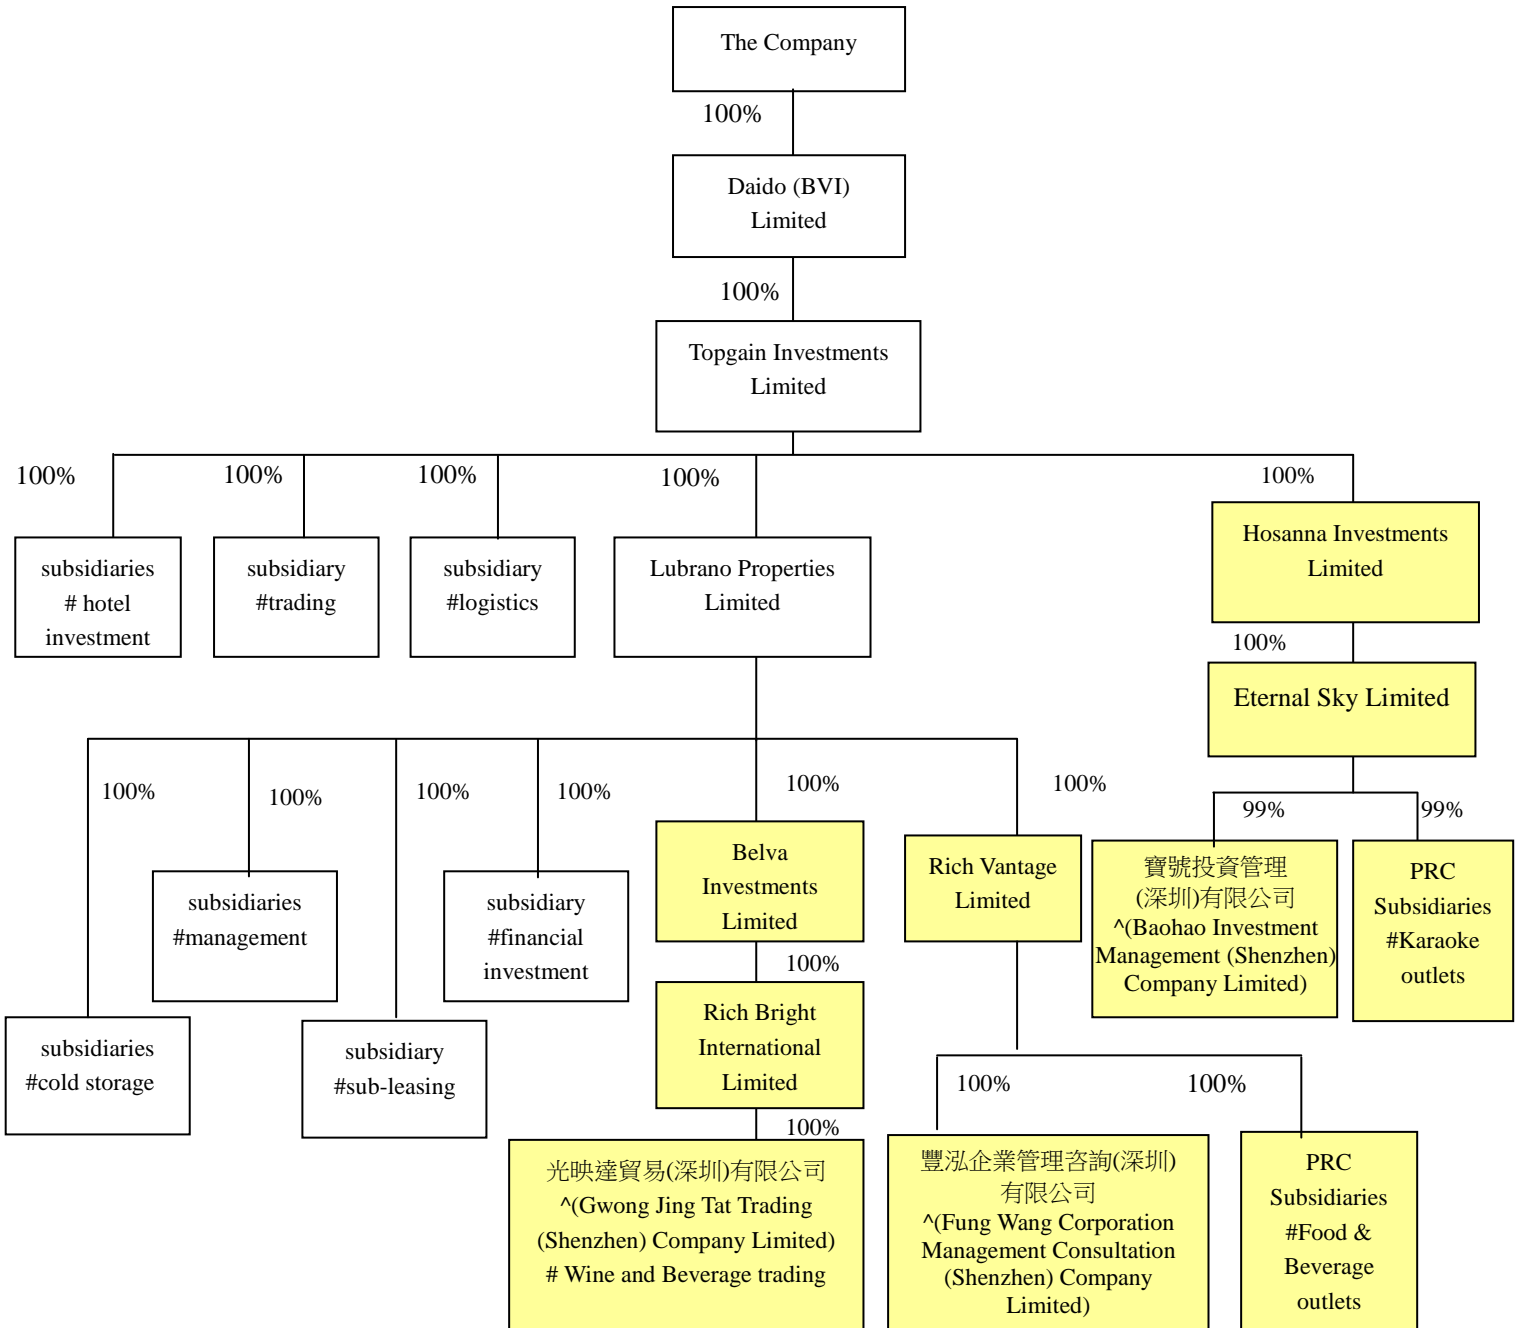 The Company
100%
Daido (BVI)
Limited
100%
Topgain Investments
Limited
100%
100%
100%
100%
100%
subsidiaries
# hotel
investment
subsidiary
#trading
subsidiary
#logistics
Lubrano Properties
Limited
Hosanna Investments
Limited
100%
Eternal Sky Limited
100%
100%
100%
100%
100%
100%
99%
99%
subsidiaries
#cold storage
subsidiaries
#management
subsidiary
#sub-leasing
subsidiary
#financial
investment
Belva
Investments
Limited
100%
Rich Bright
International
Limited
100%
光映達貿易(深圳)有限公司
^(Gwong Jing Tat Trading
(Shenzhen) Company Limited)
# Wine and Beverage trading
Rich Vantage
Limited
100%
100%
豐泓企業管理咨詢(深圳)
有限公司
^(Fung Wang Corporation
Management Consultation
(Shenzhen) Company
Limited)
PRC
Subsidiaries
#Food &
Beverage
outlets
寶號投資管理
(深圳)有限公司
^(Baohao Investment
Management (Shenzhen)
Company Limited)
PRC
Subsidiaries
#Karaoke
outlets